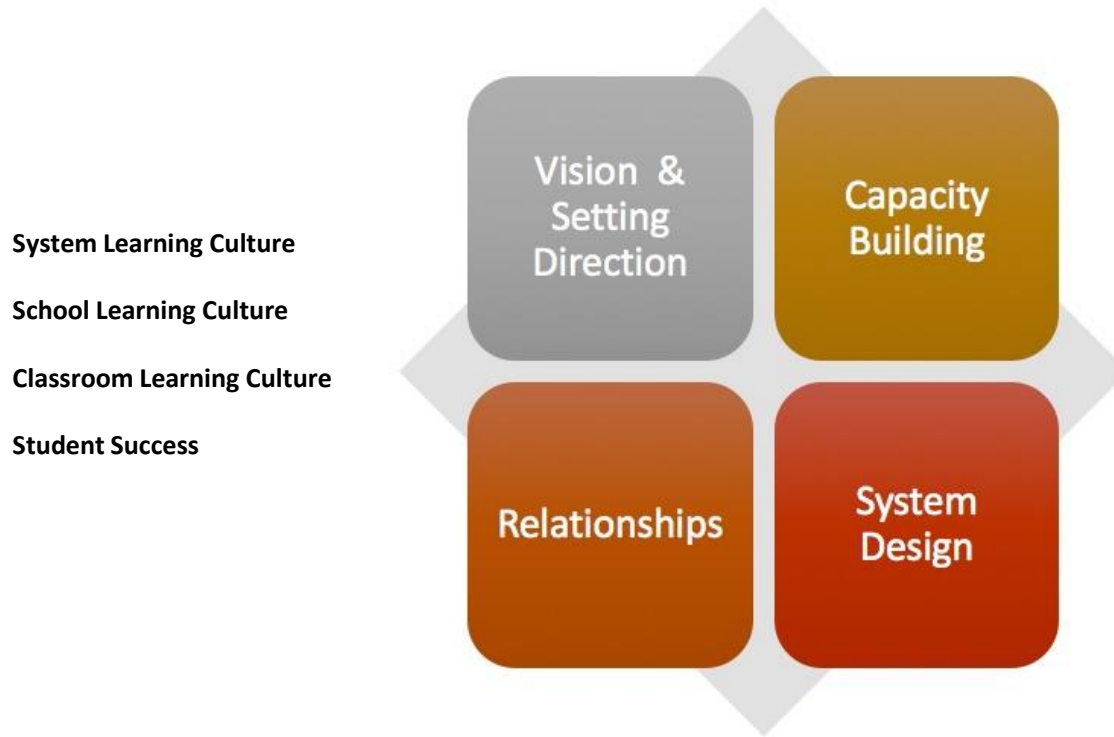 System Learning Culture
School Learning Culture
Classroom Learning Culture
Student Success
Vision &
Setting
Direction
Capacity
Building
Relationships
System
Design